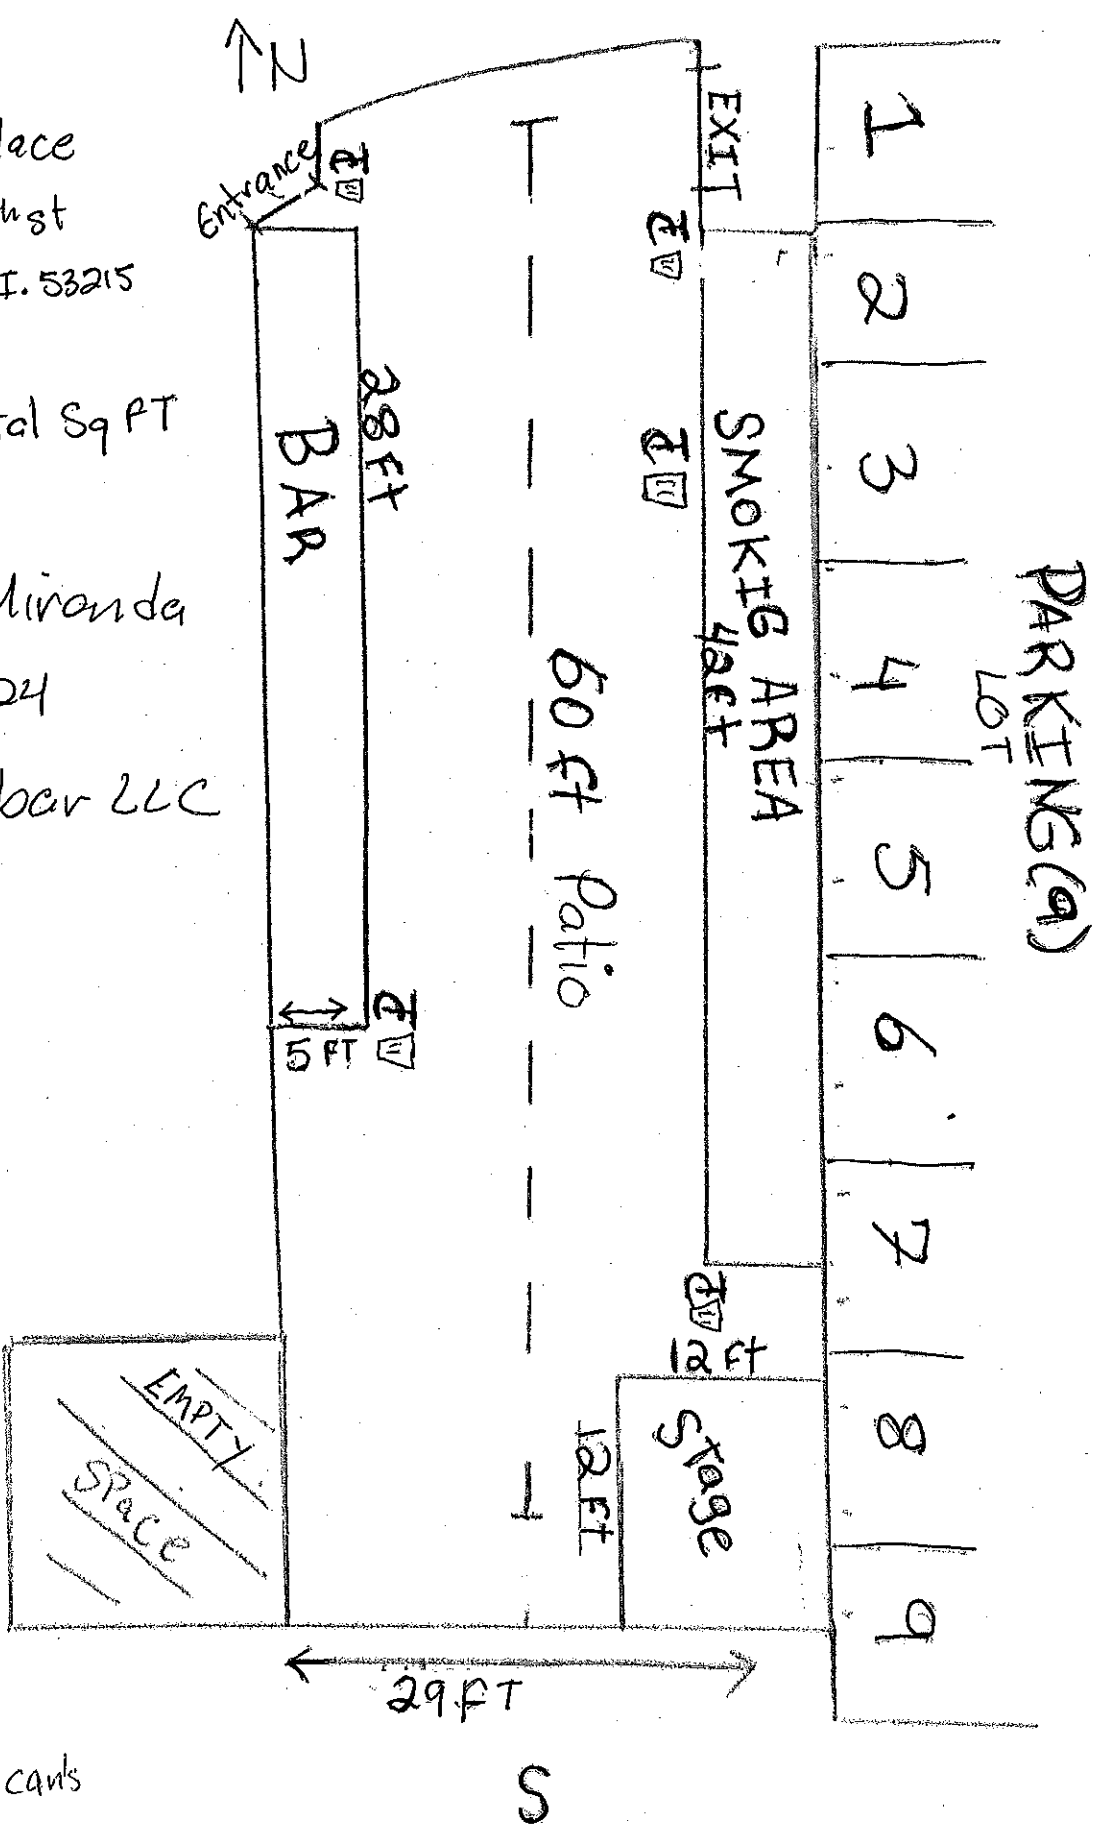 N
lace
st
I. 53215
tal Sq FT
Miranda
24
bar LLC
Entrance
EXIT
BAR
28 Ft
5 FT
60 ft Patio
SMOKIG AREA
42 ft
12 Ft
12 Ft
Stage
EMPTY
SPace
29 FT
S
can's
PARKING (9)
LOT
1
2
3
4
5
6
7
8
9